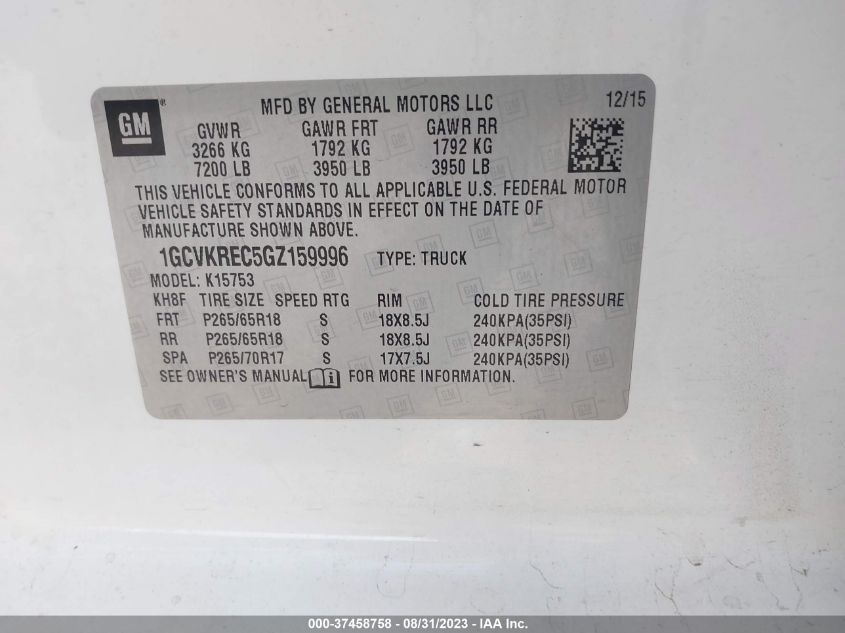 GM ®
MFD BY GENERAL MOTORS LLC 12/15
GVWR GAWR FRT GAWR RR
3266 KG 1792 KG 1792 KG
7200 LB 3950 LB 3950 LB
THIS VEHICLE CONFORMS TO ALL APPLICABLE U.S. FEDERAL MOTOR
VEHICLE SAFETY STANDARDS IN EFFECT ON THE DATE OF
MANUFACTURE SHOWN ABOVE.
1GCVKREC5GZ159996 TYPE: TRUCK
MODEL: K15753
KH8F TIRE SIZE SPEED RTG RIM COLD TIRE PRESSURE
FRT P265/65R18 S 18X8.5J 240KPA(35PSI)
RR P265/65R18 S 18X8.5J 240KPA(35PSI)
SPA P265/70R17 S 17X7.5J 240KPA(35PSI)
SEE OWNER'S MANUAL i FOR MORE INFORMATION.
000-37458758 - 08/31/2023 - IAA Inc.